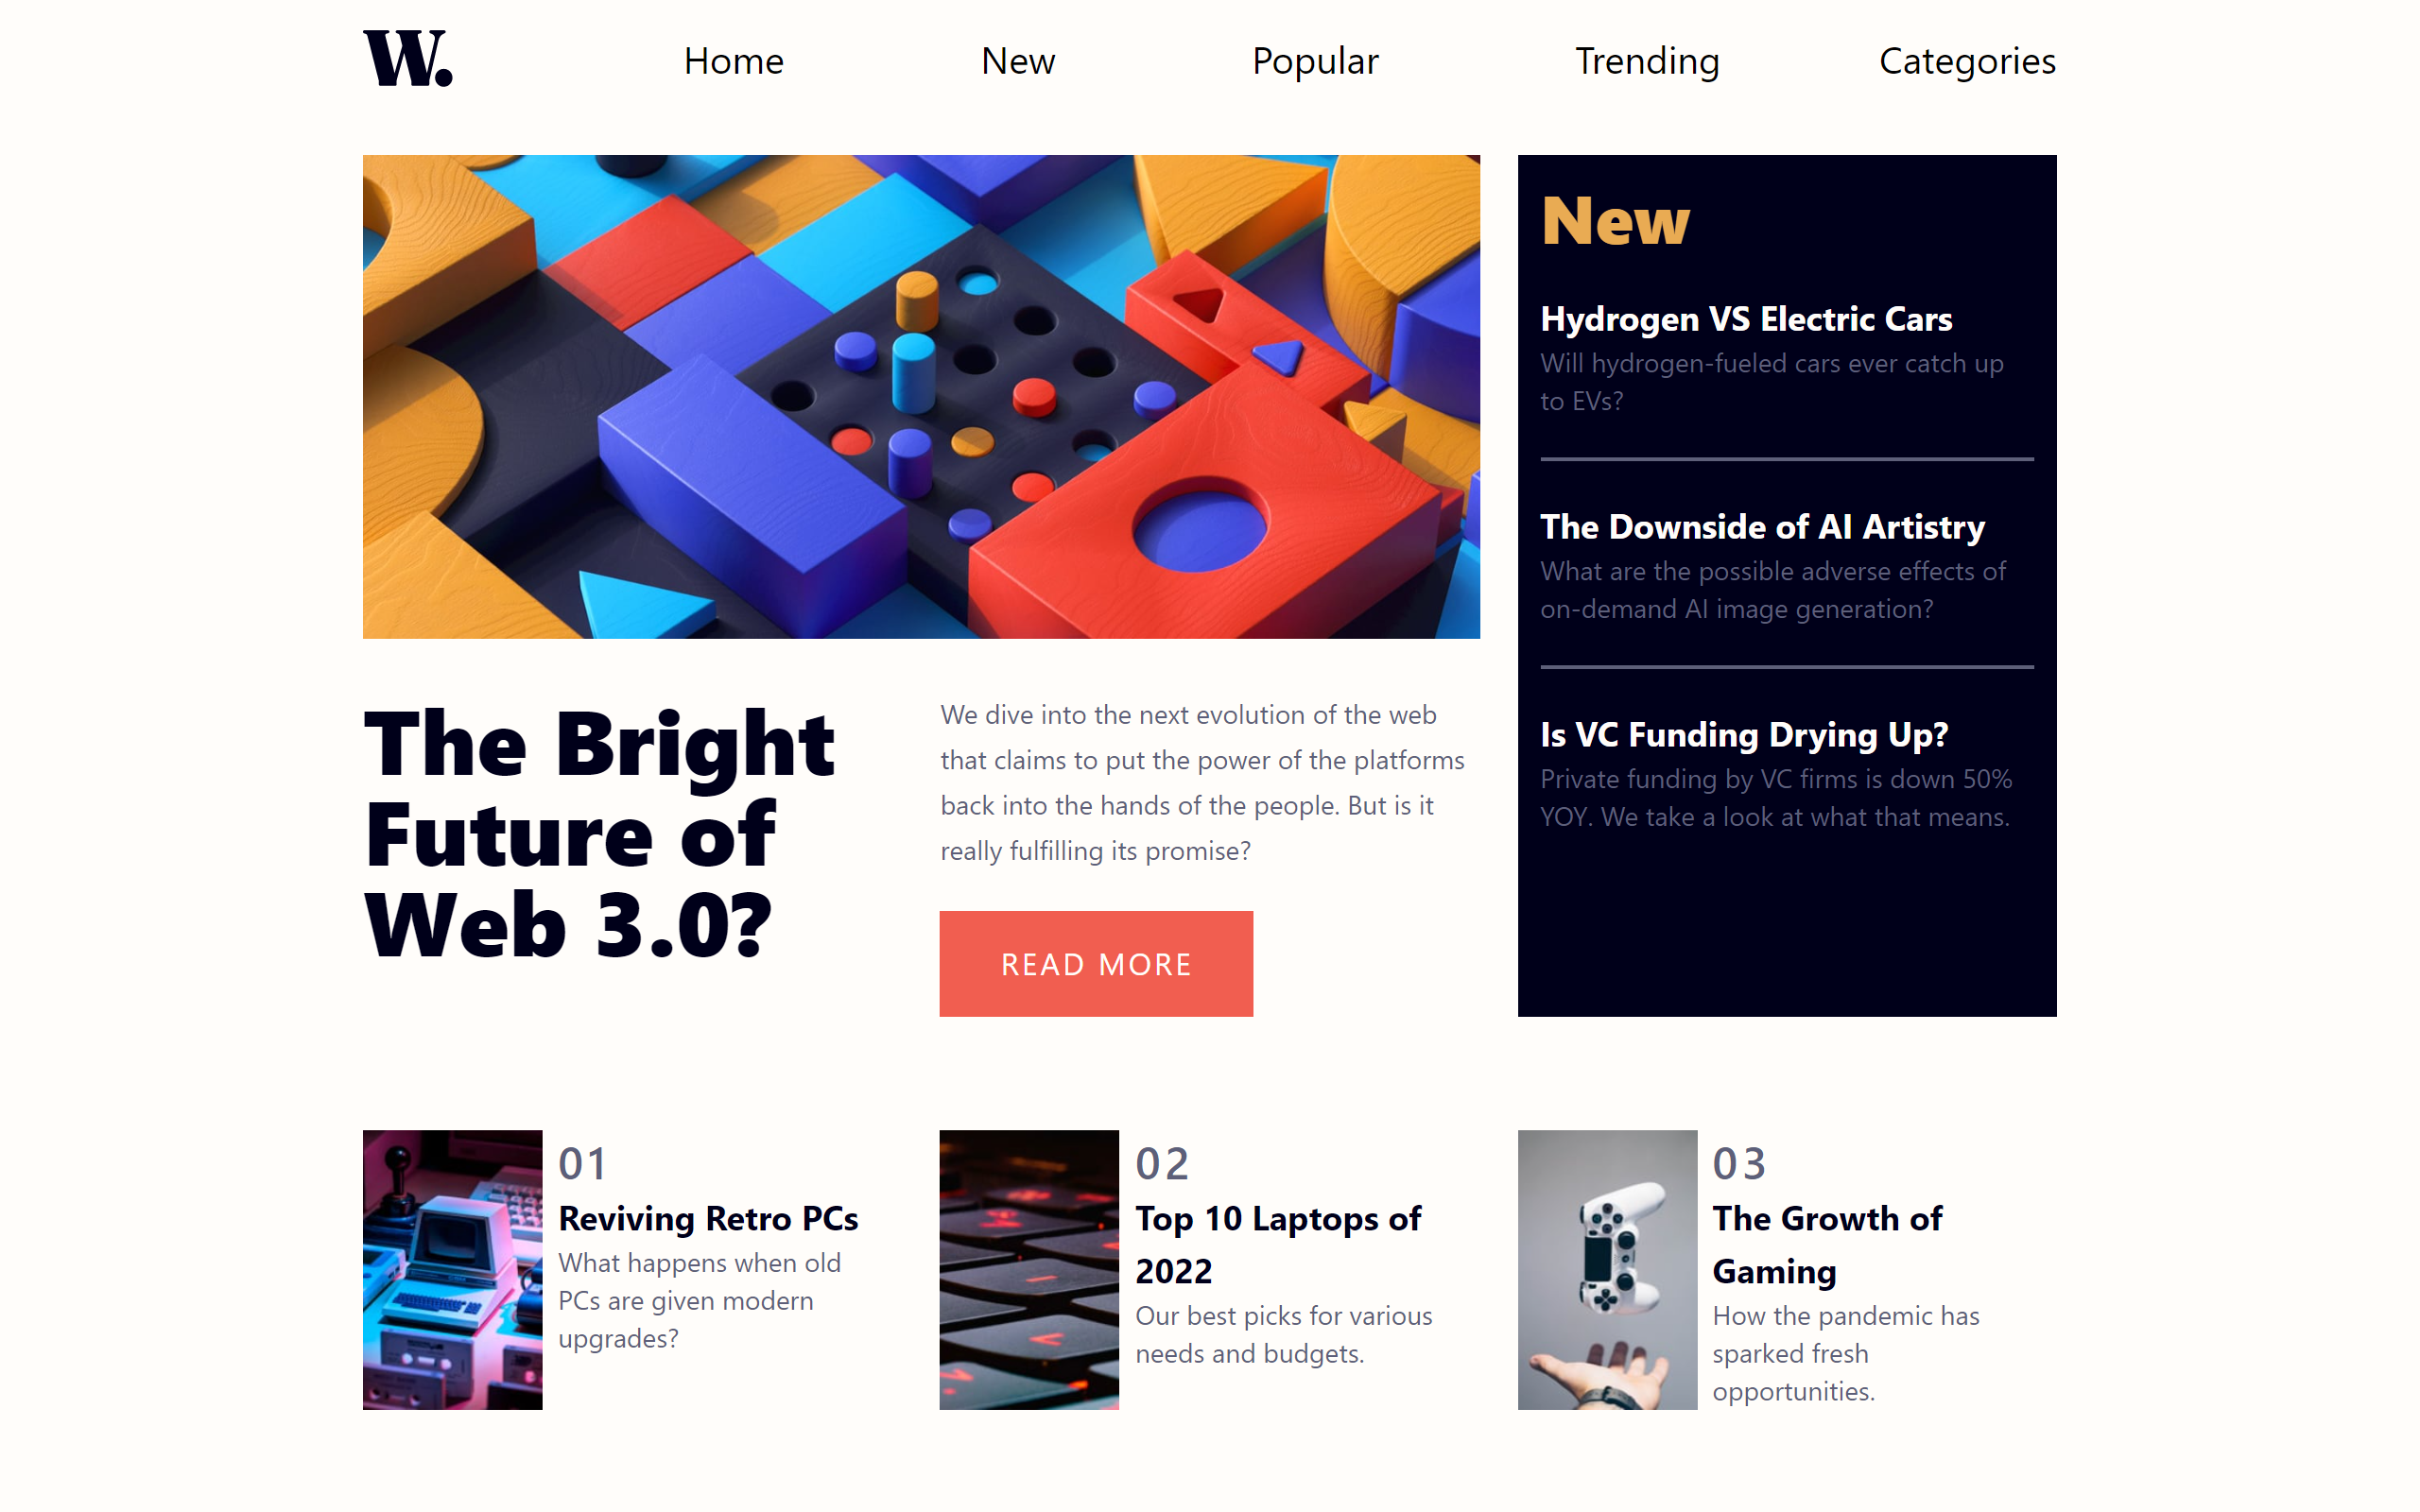 W.
Home
New
Popular
Trending
Categories
The Bright
Future of
Web 3.0?
We dive into the next evolution of the web
that claims to put the power of the platforms
back into the hands of the people. But is it
really fulfilling its promise?
READ MORE
New
Hydrogen VS Electric Cars
Will hydrogen-fueled cars ever catch up
to EVs?
The Downside of AI Artistry
What are the possible adverse effects of
on-demand AI image generation?
Is VC Funding Drying Up?
Private funding by VC firms is down 50%
YOY. We take a look at what that means.
01
Reviving Retro PCs
What happens when old
PCs are given modern
upgrades?
02
Top 10 Laptops of
2022
Our best picks for various
needs and budgets.
03
The Growth of
Gaming
How the pandemic has
sparked fresh
opportunities.